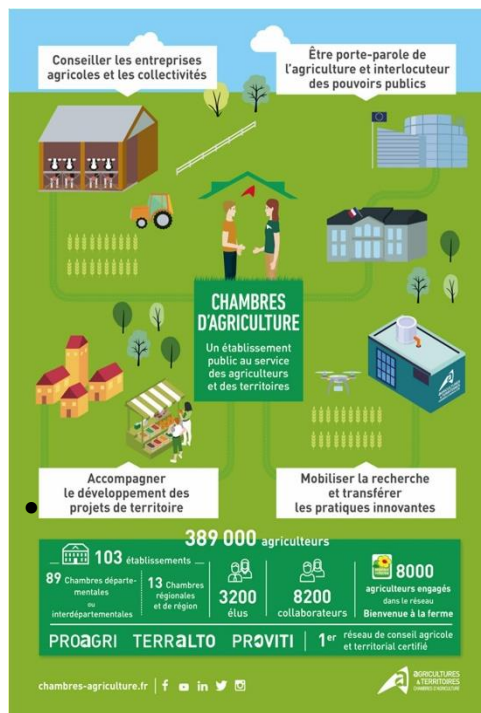 Conseiller les entreprises
agricoles et les collectivités
Être porte-parole de
l'agriculture et interlocuteur
des pouvoirs publics
CHAMBRES
D'AGRICULTURE
Un établissement
public au service
des agriculteurs
et des territoires
Accompagner
le développement des
projets de territoire
Mobiliser la recherche
et transférer
les pratiques innovantes
389 000 agriculteurs
103 établissements
89 Chambres départe-
mentales
ou
interdépartementales
13 Chambres
régionales
et de région
3200
élus
8200
collaborateurs
8000
agriculteurs engagés
dans le réseau
Bienvenue à la ferme
PROAGRI TERRALTO PROVITI
1er réseau de conseil agricole
et territorial certifié
chambres-agriculture.fr
AGRICULTURES
& TERRITOIRES
CHAMBRES D'AGRICULTURE